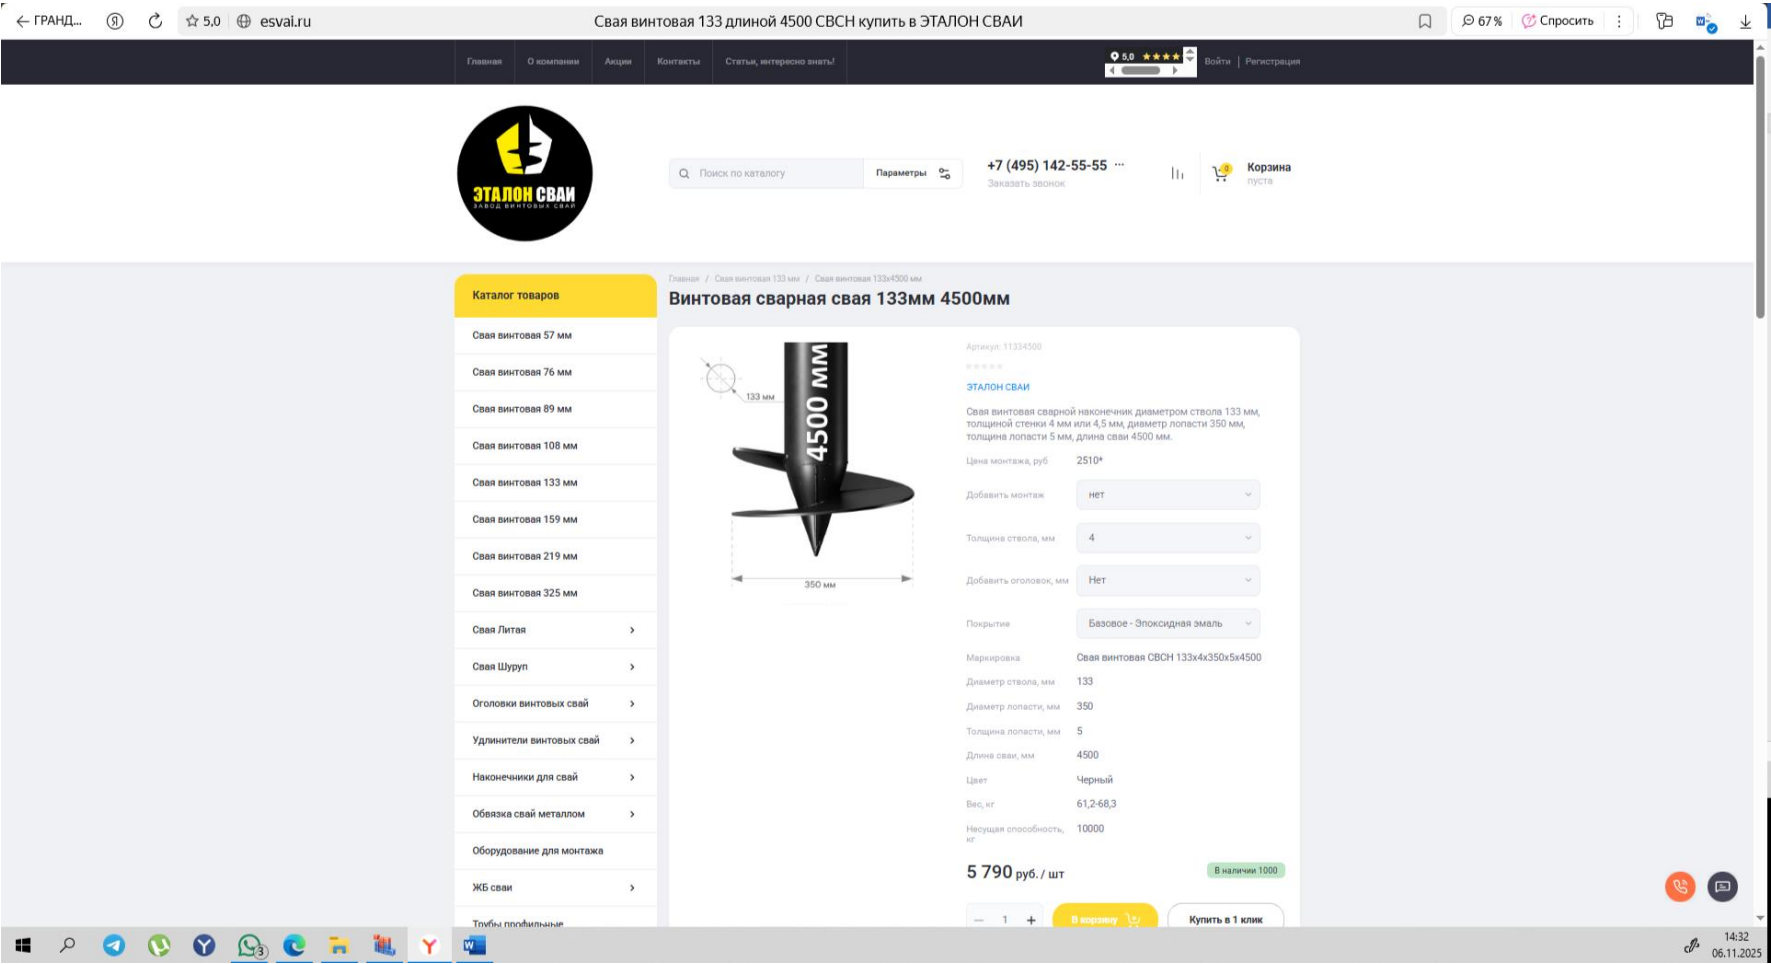 ← ГРАНД...
Я
5,0
esvai.ru
Свая винтовая 133 длиной 4500 СВСН купить в ЭТАЛОН СВАИ
67 %
Спросить
Главная
О компании
Акции
Контакты
Статьи, интересно знать!
5,0 ★★★★
Войти | Регистрация
ЭТАЛОН СВАИ
ЗАВОД ВИНТОВЫХ СВАЙ
Поиск по каталогу
Параметры
+7 (495) 142-55-55 ...
Заказать звонок
0
Корзина
пуста
Каталог товаров
Свая винтовая 57 мм
Свая винтовая 76 мм
Свая винтовая 89 мм
Свая винтовая 108 мм
Свая винтовая 133 мм
Свая винтовая 159 мм
Свая винтовая 219 мм
Свая винтовая 325 мм
Свая Литая
Свая Шуруп
Оголовки винтовых свай
Удлинители винтовых свай
Наконечники для свай
Обвязка свай металлом
Оборудование для монтажа
ЖБ сваи
Трубы профильные
Главная / Свая винтовая 133 мм / Свая винтовая 133х4500 мм
Винтовая сварная свая 133мм 4500мм
133 мм
4500 мм
350 мм
Артикул: 11334500
ЭТАЛОН СВАИ
Свая винтовая сварной наконечник диаметром ствола 133 мм,
толщиной стенки 4 мм или 4,5 мм, диаметр лопасти 350 мм,
толщина лопасти 5 мм, длина сваи 4500 мм.
Цена монтажа, руб 2510*
Добавить монтаж нет
Толщина ствола, мм 4
Добавить оголовок, мм Нет
Покрытие Базовое - Эпоксидная эмаль
Маркировка Свая винтовая СВСН 133х4х350х5х4500
Диаметр ствола, мм 133
Диаметр лопасти, мм 350
Толщина лопасти, мм 5
Длина сваи, мм 4500
Цвет Черный
Вес, кг 61,2-68,3
Несущая способность, 10000
кг
5 790 руб. / шт
В наличии 1000
— 1 +
В корзину
Купить в 1 клик
3
14:32
06.11.2025